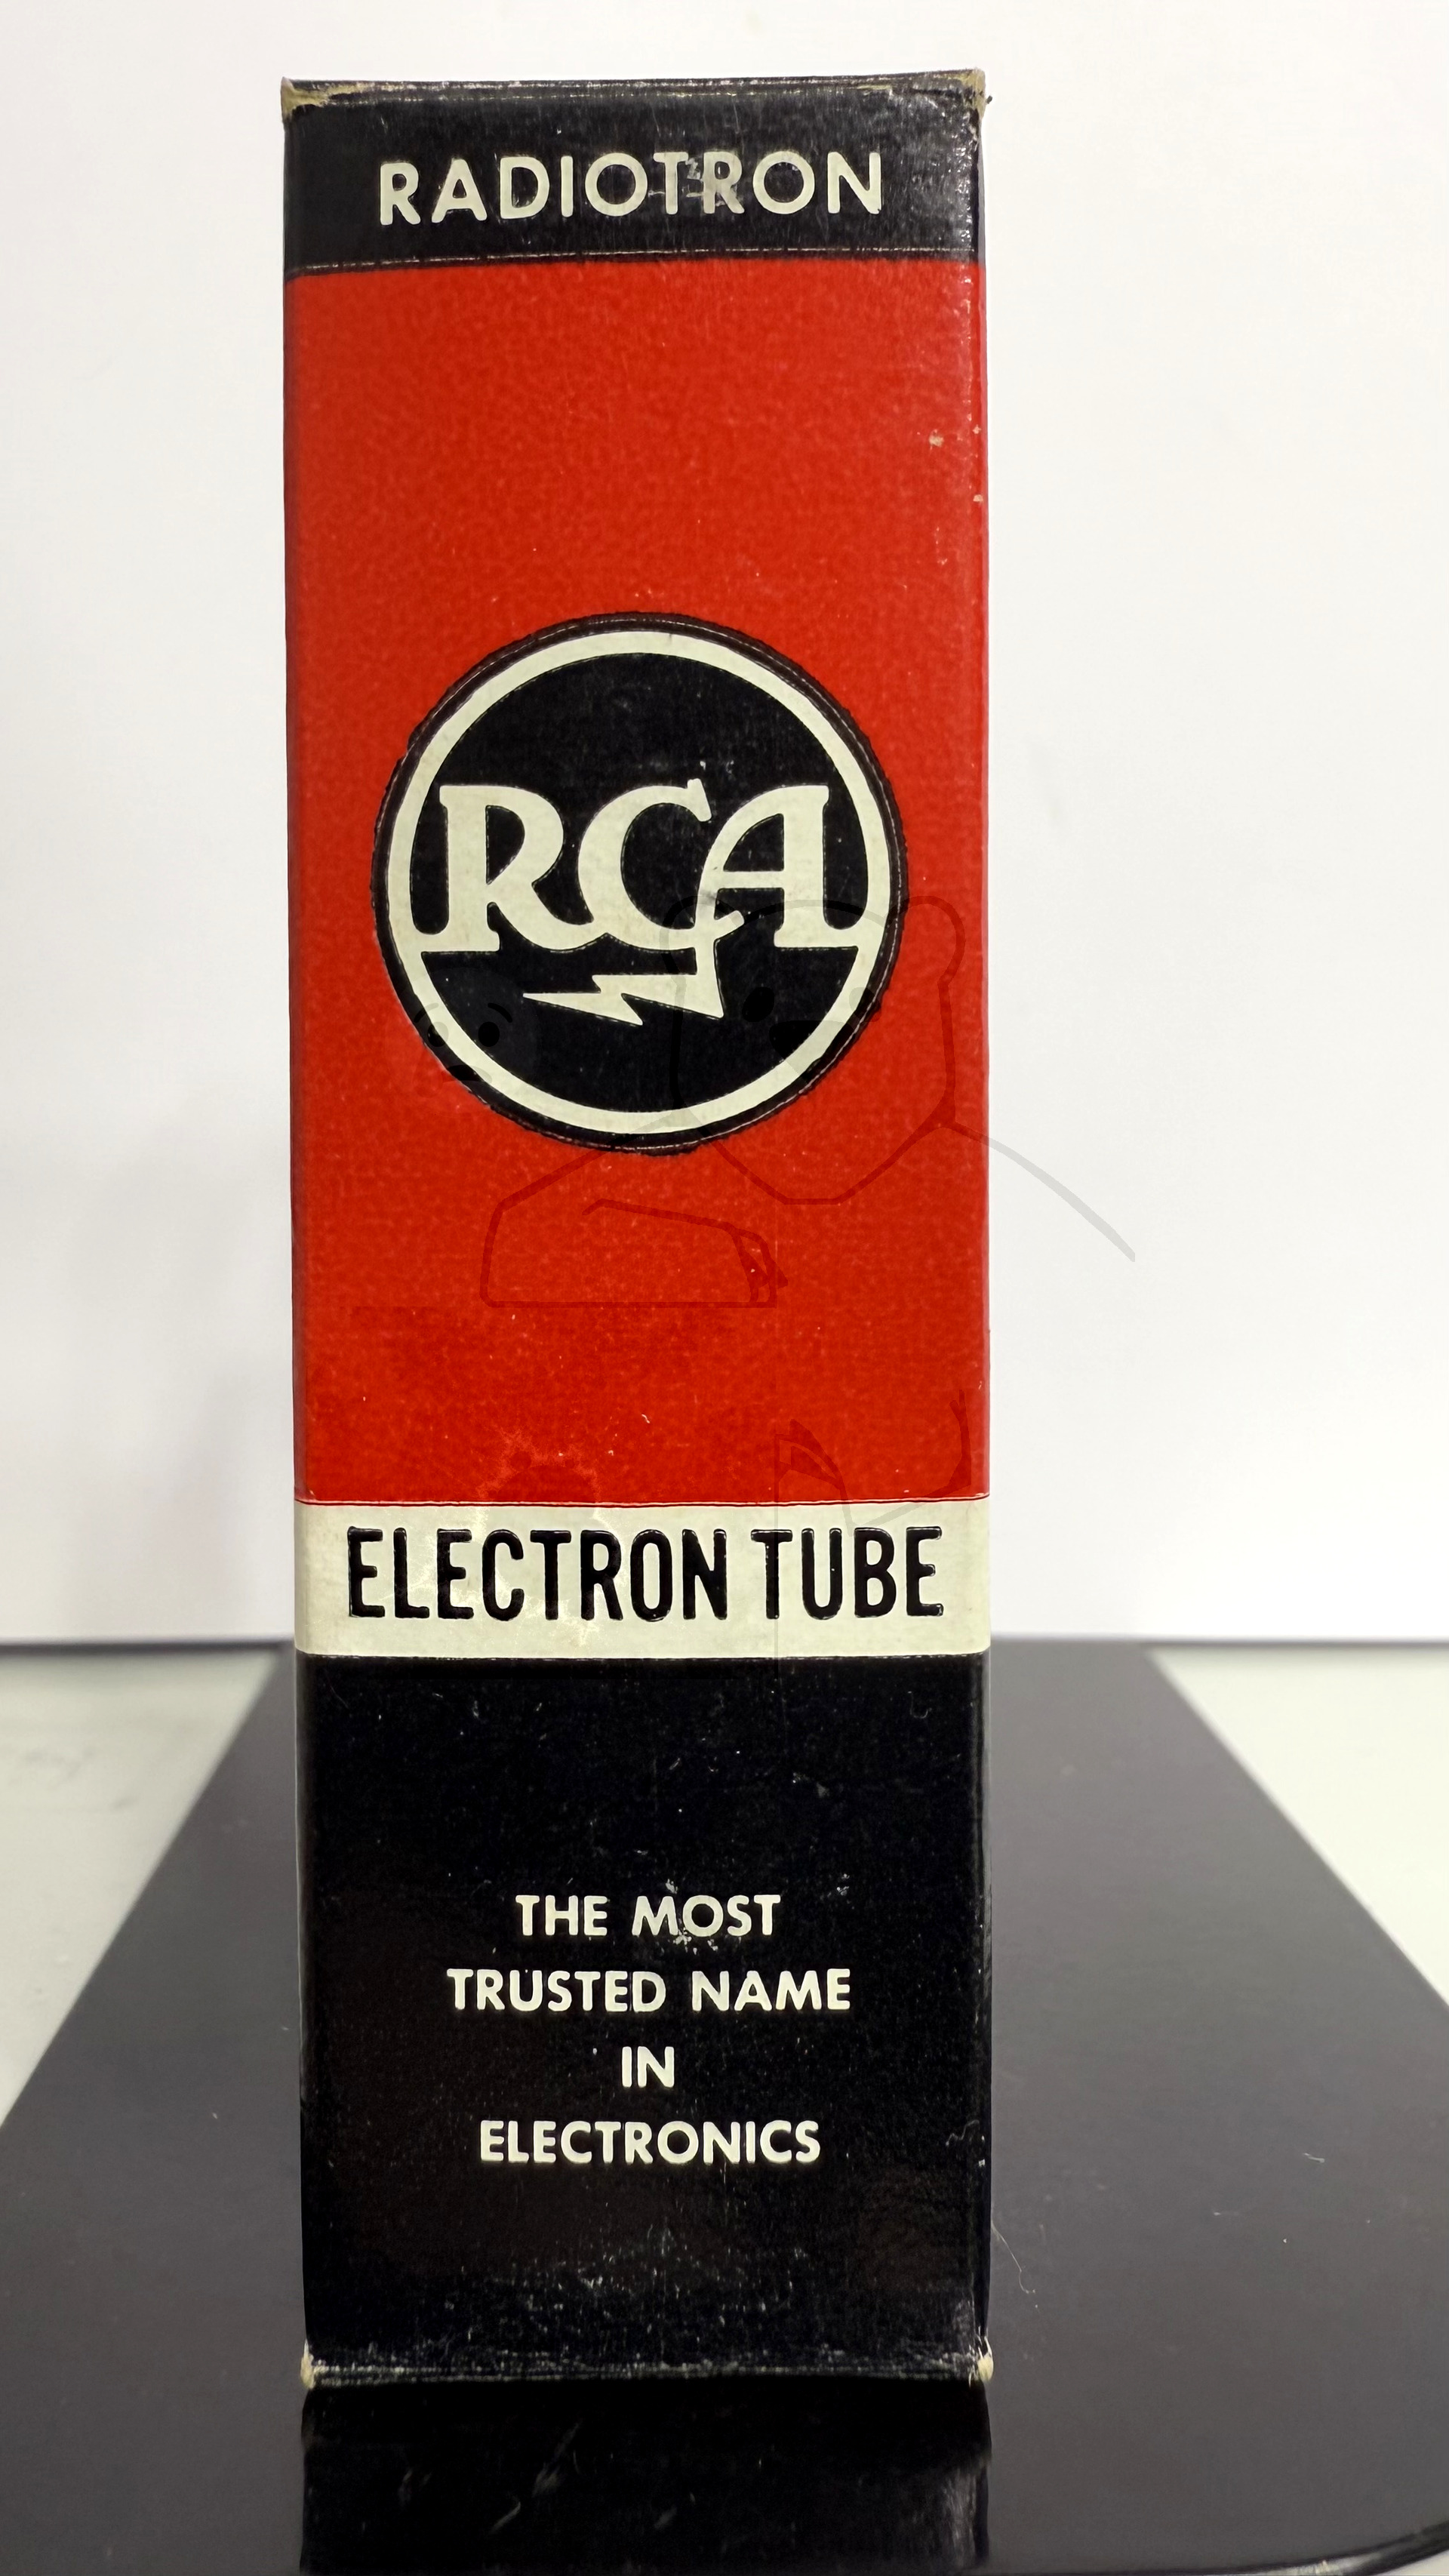 RADIOTRON
RCA
ELECTRON TUBE
THE MOST
TRUSTED NAME
IN
ELECTRONICS